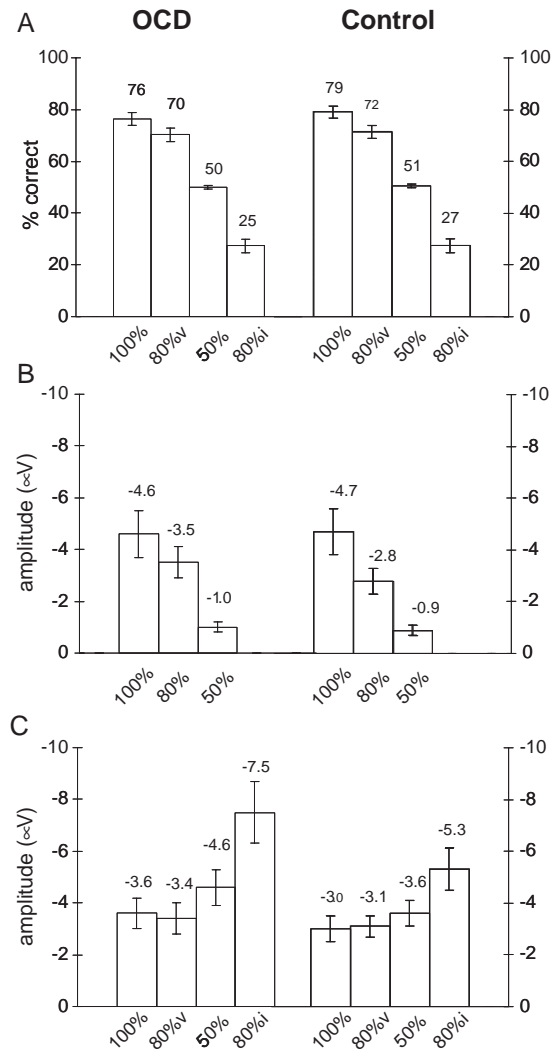 A
OCD Control
100 100
79
76
80 70 72 80
% correct
60 50 51 60
40 40
25 27
20 20
0 0
100% 80%v 50% 80%i 100% 80%v 50% 80%i
B
-10 -10
amplitude (∝V)
-8 -8
-6 -4.6 -4.7 -6
-3.5
-4 -2.8 -4
-2 -1.0 -0.9 -2
0 0
100% 80% 50% 100% 80% 50%
C
-10 -10
-7.5
amplitude (∝V)
-8 -8
-6 -4.6 -5.3 -6
-3.6 -3.4 -3.6
-4 -30 -3.1 -4
-2 -2
0 0
100% 80%v 50% 80%i 100% 80%v 50% 80%i